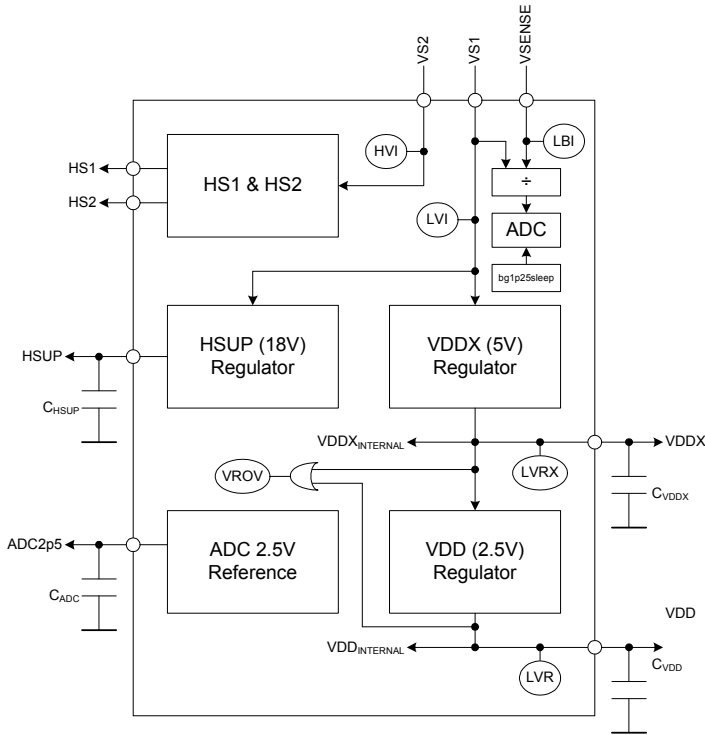 VS2
VS1
VSENSE
HS1
HS2
HS1 & HS2
HVI
LBI
÷
LVI
ADC
bg1p25sleep
HSUP
HSUP (18V)
Regulator
VDDX (5V)
Regulator
CHSUP
VDDXINTERNAL
LVRX
VDDX
VROV
CVDDX
ADC2p5
ADC 2.5V
Reference
VDD (2.5V)
Regulator
CADC
VDD
VDDINTERNAL
LVR
CVDD